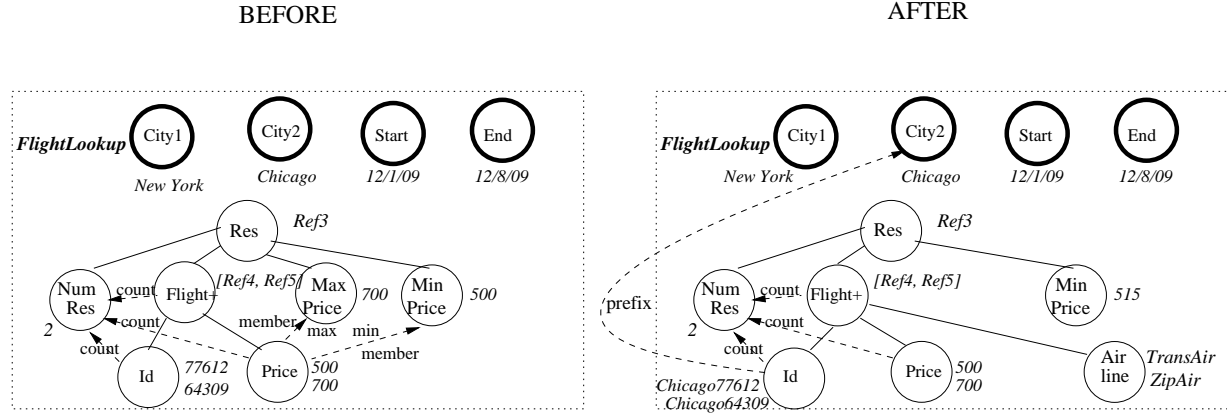 BEFORE
AFTER
FlightLookup
City1
City2
Start
End
New York
Chicago
12/1/09
12/8/09
Res
Ref3
Num
Res
count
Flight+
[Ref4, Ref5]
Max
Price
700
Min
Price
500
2
count
member
max
min
member
count
Id
77612
64309
Price
500
700
FlightLookup
City1
City2
Start
End
New York
Chicago
12/1/09
12/8/09
Res
Ref3
prefix
Num
Res
count
Flight+
[Ref4, Ref5]
Min
Price
515
2
count
count
Chicago77612
Chicago64309
Id
Price
500
700
Air
line
TransAir
ZipAir